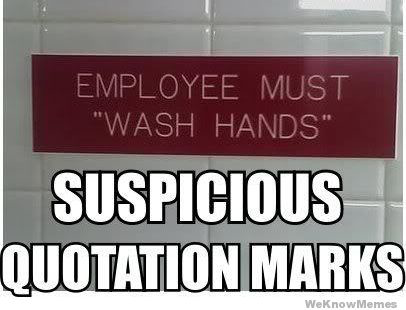 EMPLOYEE MUST
"WASH HANDS"
SUSPICIOUS
QUOTATION MARKS
WeKnowMemes